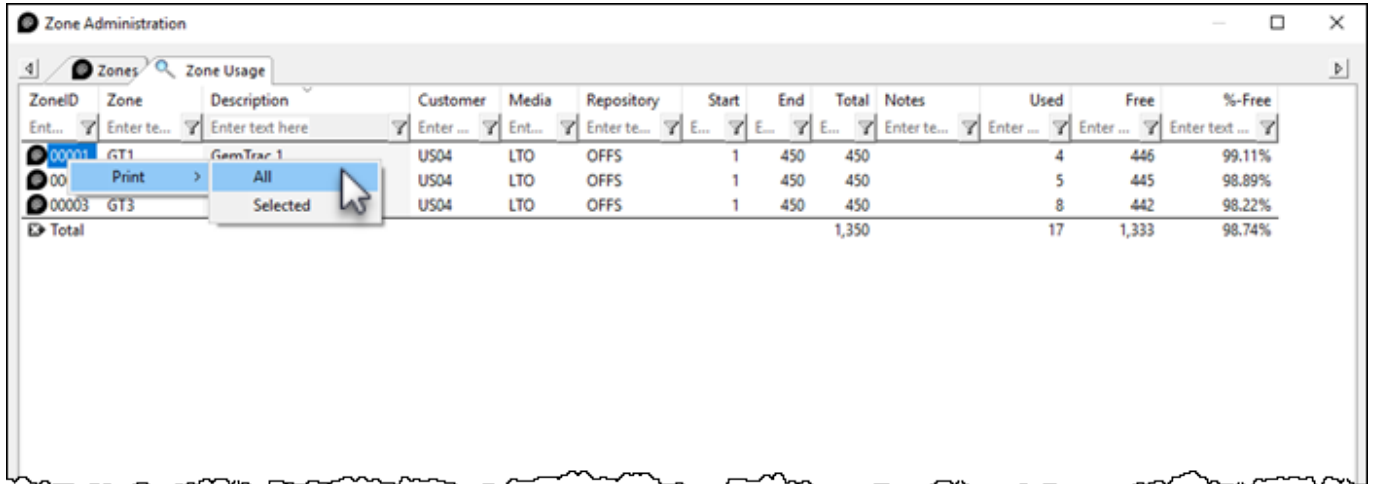 Zone Administration
Zones Zone Usage
ZoneID Zone Description Customer Media Repository Start End Total Notes Used Free %-Free
Ent... Enter te... Enter text here Enter ... Ent... Enter te... E... E... E... Enter te... Enter ... Enter ... Enter text ...
00001 GT1 GemTrac 1 US04 LTO OFFS 1 450 450 4 446 99.11%
00 Print > All US04 LTO OFFS 1 450 450 5 445 98.89%
00003 GT3 Selected US04 LTO OFFS 1 450 450 8 442 98.22%
Total 1,350 17 1,333 98.74%